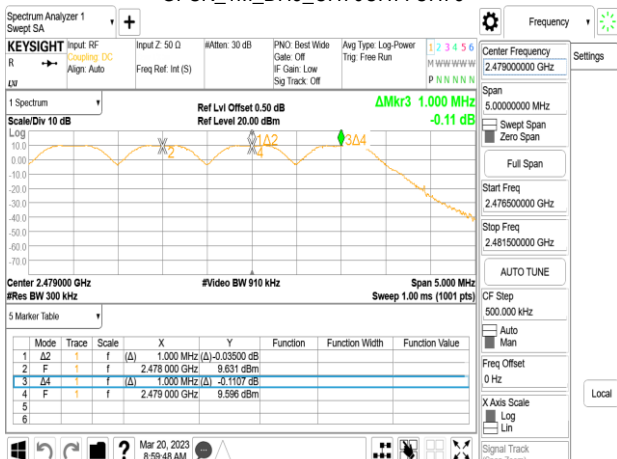 Spectrum Analyzer 1
Swept SA
+
Frequency
KEYSIGHT Input: RF
R
Coupling: DC
Align: Auto
LXI
Input Z: 50 Ω
Freq Ref: Int (S)
#Atten: 30 dB
PNO: Best Wide
Gate: Off
IF Gain: Low
Sig Track: Off
Avg Type: Log-Power
Trig: Free Run
1 2 3 4 5 6
M W W W W W
P N N N N N
Center Frequency
2.479000000 GHz
Settings
Span
5.00000000 MHz
Swept Span
Zero Span
Full Span
Start Freq
2.476500000 GHz
Stop Freq
2.481500000 GHz
AUTO TUNE
CF Step
500.000 kHz
Auto
Man
Freq Offset
0 Hz
X Axis Scale
Log
Lin
Signal Track
Local
1 Spectrum
Scale/Div 10 dB
Ref Lvl Offset 0.50 dB
Ref Level 20.00 dBm
ΔMkr3 1.000 MHz
-0.11 dB
Log
10.0
0.00
-10.0
-20.0
-30.0
-40.0
-50.0
-60.0
-70.0
2
1Δ2
4
3Δ4
Center 2.479000 GHz
#Res BW 300 kHz
#Video BW 910 kHz
Span 5.000 MHz
Sweep 1.00 ms (1001 pts)
5 Marker Table
Mode Trace Scale X Y Function Function Width Function Value
1 Δ2 1 f (Δ) 1.000 MHz (Δ) -0.03500 dB
2 F 1 f 2.478 000 GHz 9.631 dBm
3 Δ4 1 f (Δ) 1.000 MHz (Δ) -0.1107 dB
4 F 1 f 2.479 000 GHz 9.596 dBm
5
6
?
Mar 20, 2023
8:59:48 AM